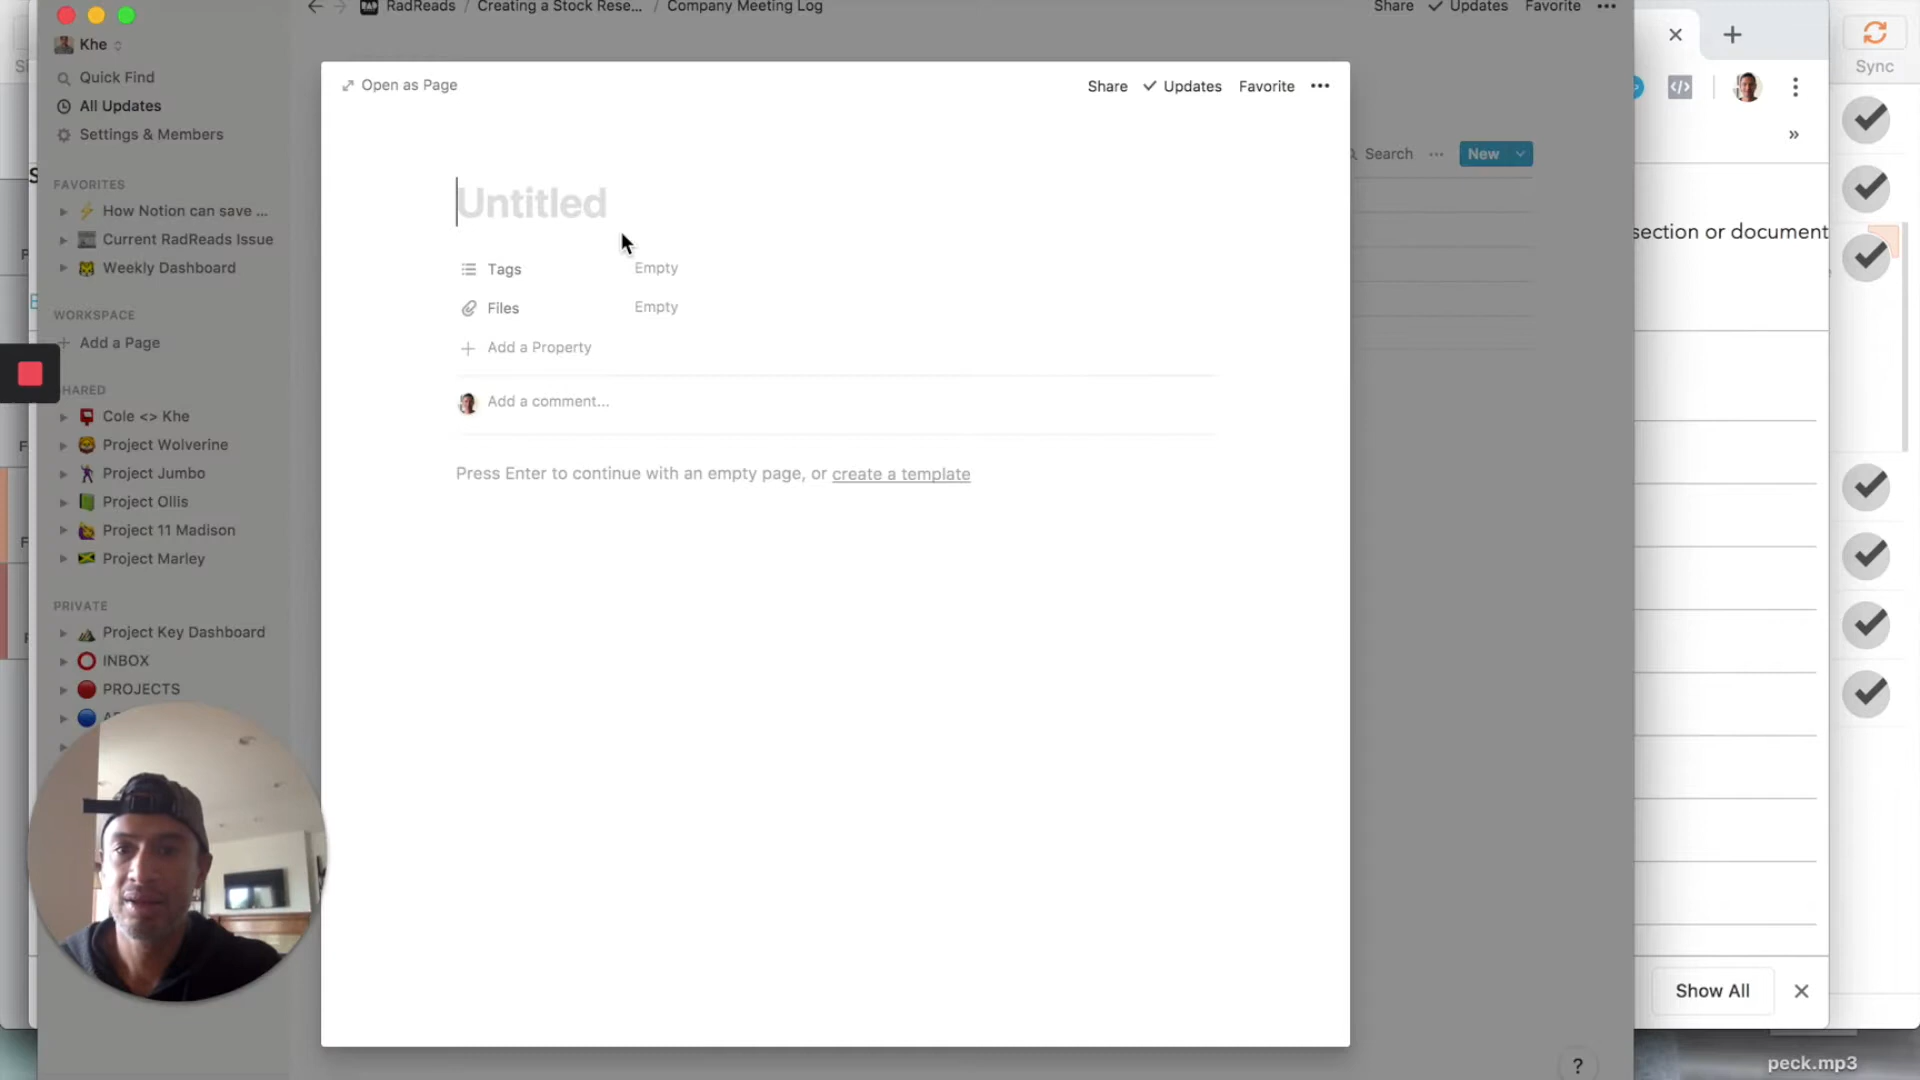 RadReads / Creating a Stock Rese... / Company Meeting Log
Share Updates Favorite
Khe
Quick Find
All Updates
Settings & Members
FAVORITES
How Notion can save ...
Current RadReads Issue
Weekly Dashboard
WORKSPACE
+ Add a Page
SHARED
Cole <> Khe
Project Wolverine
Project Jumbo
Project Ollis
Project 11 Madison
Project Marley
PRIVATE
Project Key Dashboard
INBOX
PROJECTS
Open as Page
Share Updates Favorite
Untitled
Tags Empty
Files Empty
Add a Property
Add a comment...
Press Enter to continue with an empty page, or create a template
Search New
?
section or document
Show All
Sync
peck.mp3